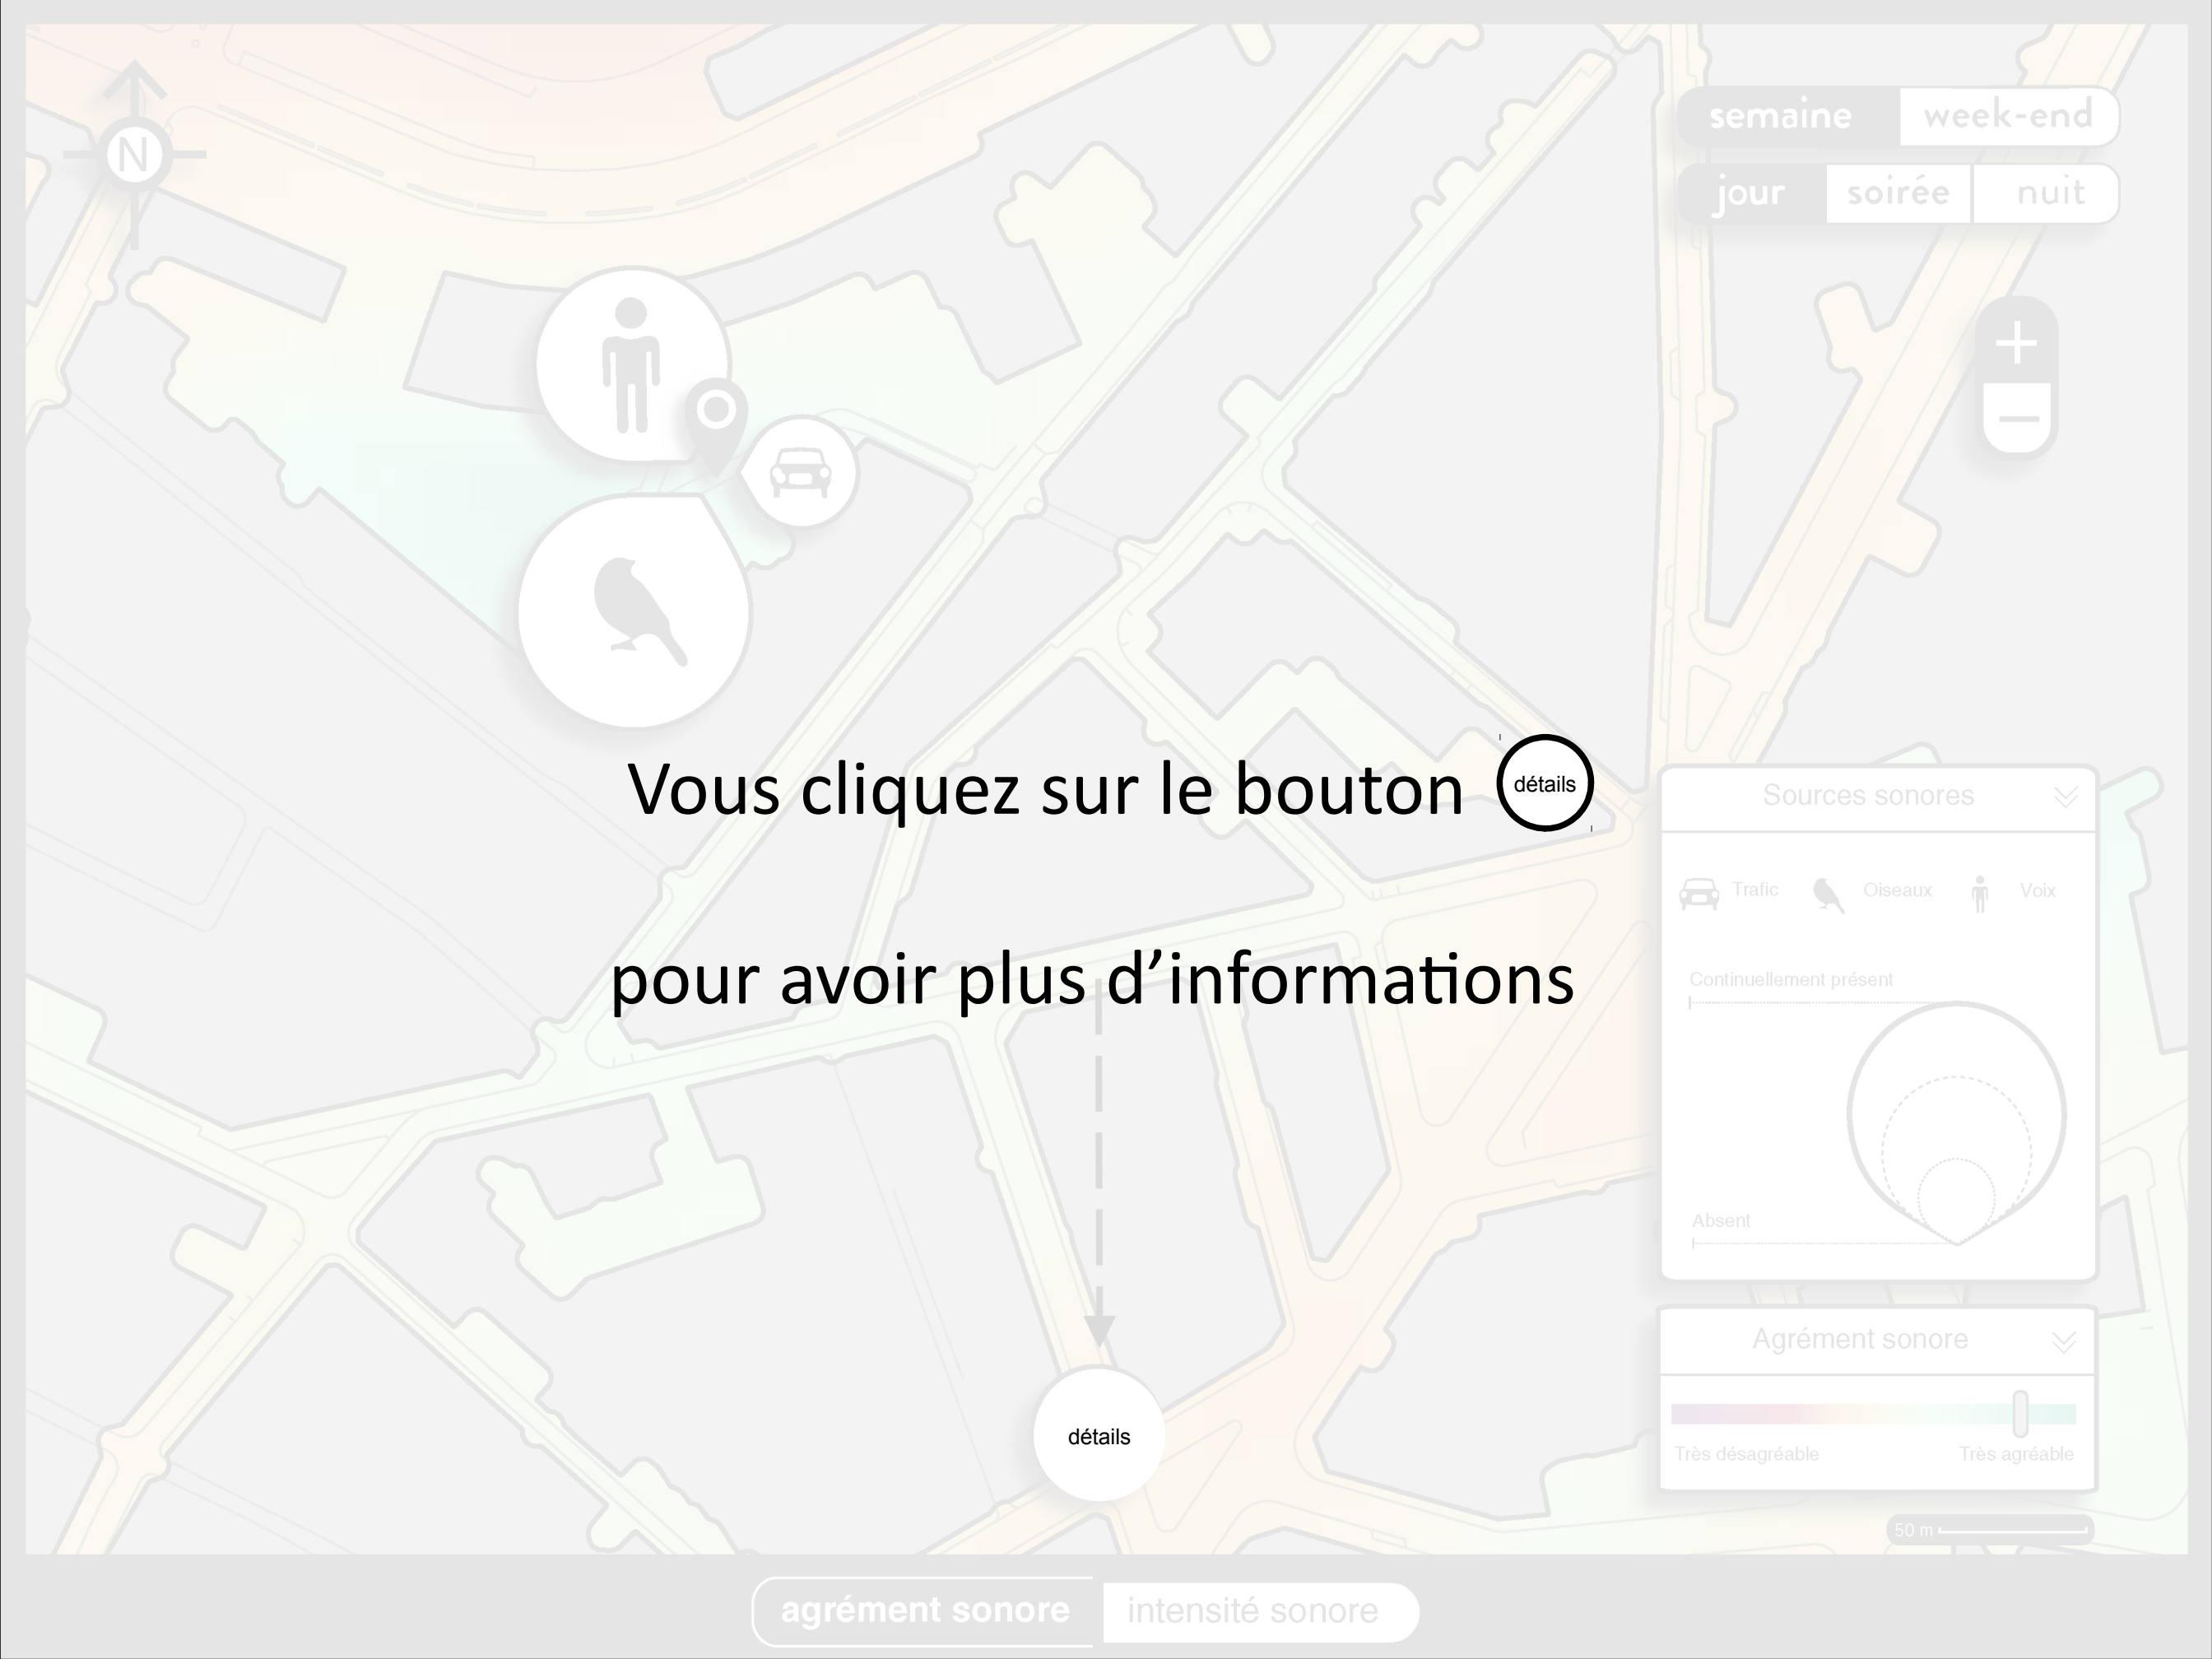 N
semaine week-end
jour soirée nuit
+
−
Vous cliquez sur le bouton détails
pour avoir plus d’informations
Sources sonores
Trafic Oiseaux Voix
Continuellement présent
Absent
Agrément sonore
Très désagréable Très agréable
détails
50 m
agrément sonore intensité sonore